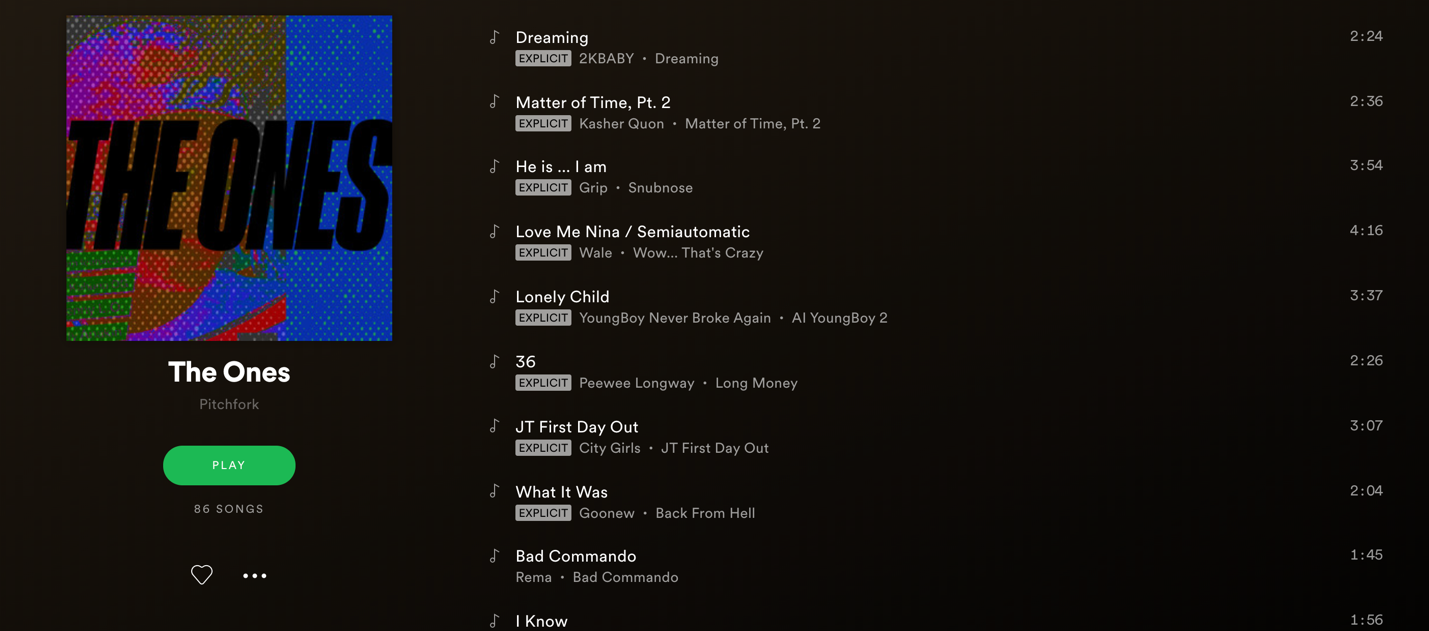 THE ONES
The Ones
Pitchfork
PLAY
86 SONGS
Dreaming
2:24
EXPLICIT 2KBABY • Dreaming
Matter of Time, Pt. 2
2:36
EXPLICIT Kasher Quon • Matter of Time, Pt. 2
He is ... I am
3:54
EXPLICIT Grip • Snubnose
Love Me Nina / Semiautomatic
4:16
EXPLICIT Wale • Wow... That's Crazy
Lonely Child
3:37
EXPLICIT YoungBoy Never Broke Again • AI YoungBoy 2
36
2:26
EXPLICIT Peewee Longway • Long Money
JT First Day Out
3:07
EXPLICIT City Girls • JT First Day Out
What It Was
2:04
EXPLICIT Goonew • Back From Hell
Bad Commando
1:45
Rema • Bad Commando
I Know
1:56